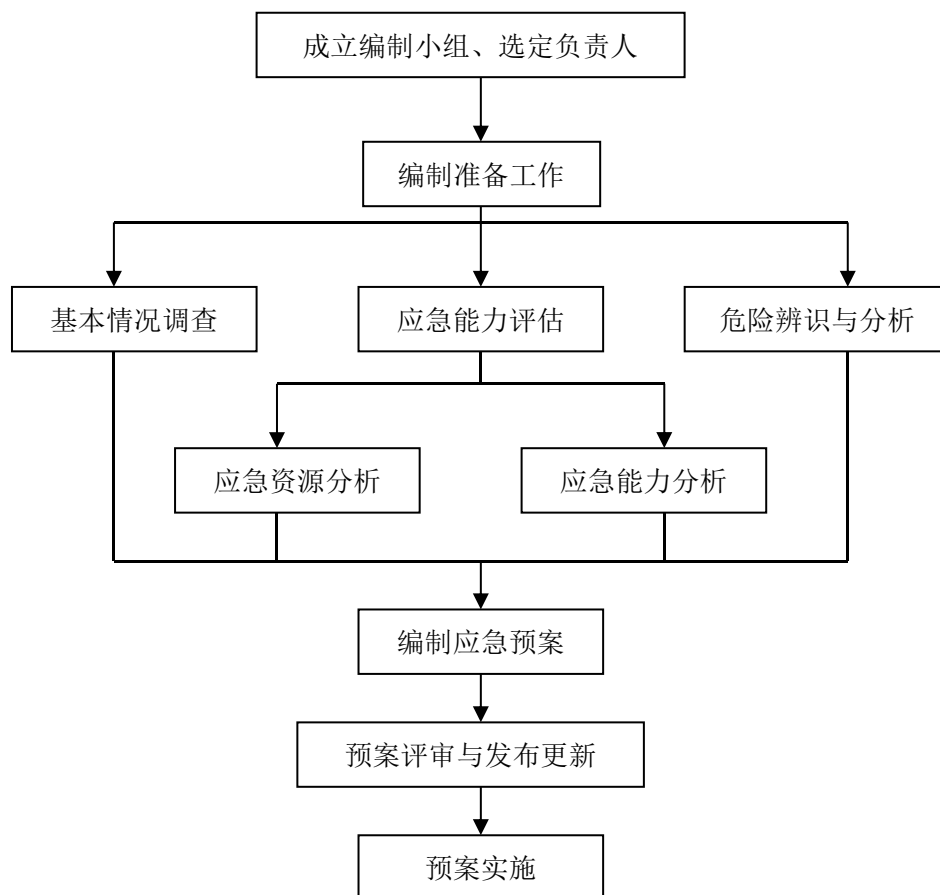 成立编制小组、选定负责人
编制准备工作
基本情况调查
应急能力评估
危险辨识与分析
应急资源分析
应急能力分析
编制应急预案
预案评审与发布更新
预案实施